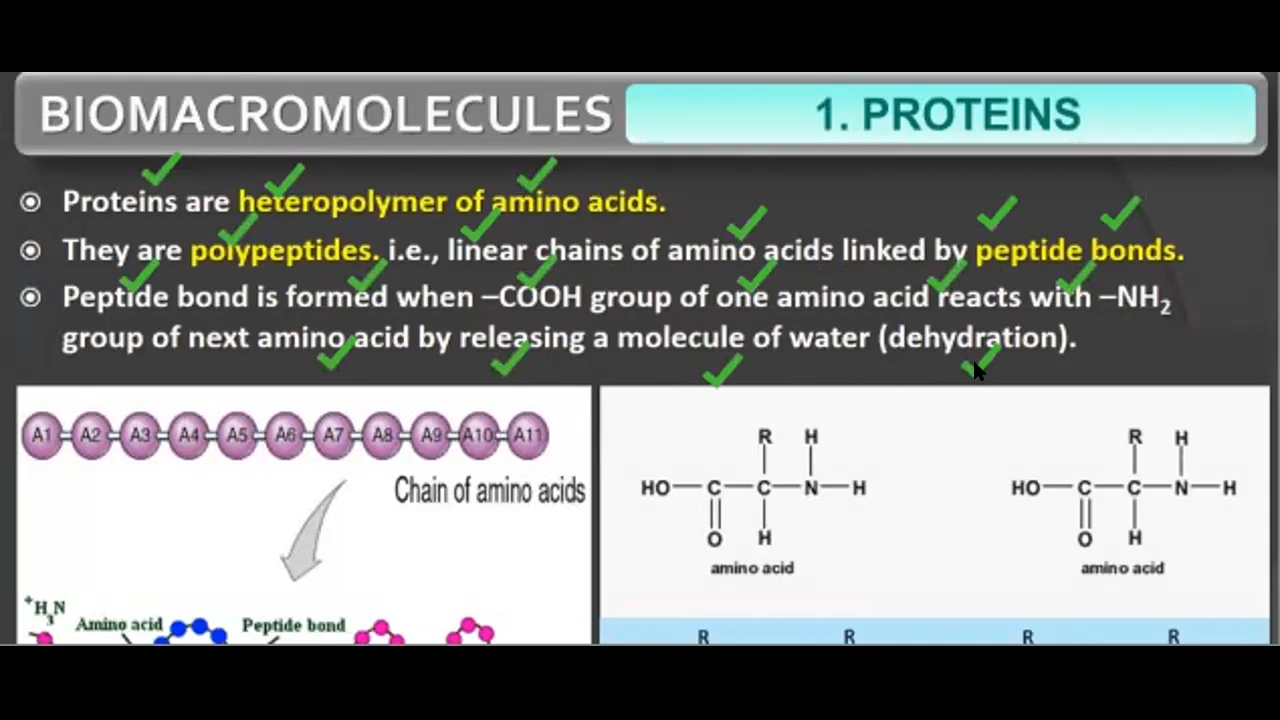 BIOMACROMOLECULES 1. PROTEINS
Proteins are heteropolymer of amino acids.
They are polypeptides. i.e., linear chains of amino acids linked by peptide bonds.
Peptide bond is formed when –COOH group of one amino acid reacts with –NH₂
group of next amino acid by releasing a molecule of water (dehydration).
A1 A2 A3 A4 A5 A6 A7 A8 A9 A10 A11
Chain of amino acids
⁺H₃N
Amino acid Peptide bond
R H
HO C C N H
O H
amino acid
R H
HO C C N H
O H
amino acid
R R R R